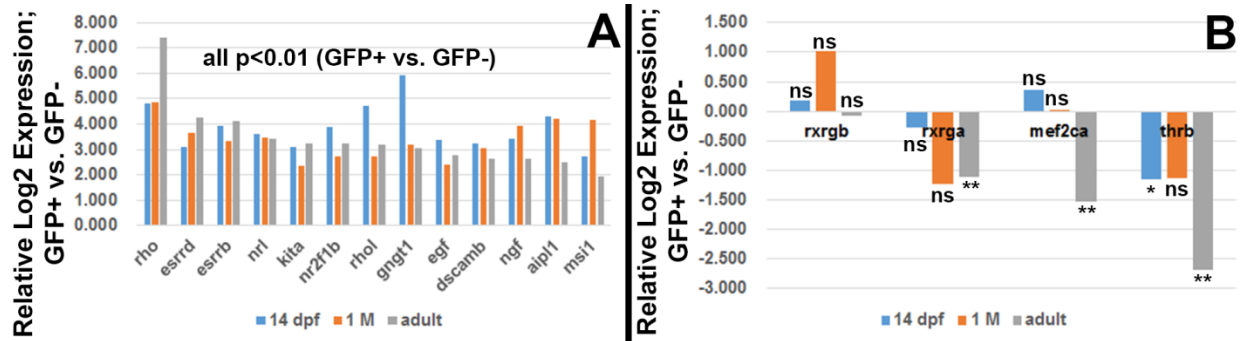 Relative Log2 Expression;
GFP+ vs. GFP-
8.000
7.000
6.000
5.000
4.000
3.000
2.000
1.000
0.000
all p<0.01 (GFP+ vs. GFP-)
A
rho
esrrd
esrrb
nrl
kita
nr2f1b
rhol
gngt1
egf
dscamb
ngf
aipl1
msi1
14 dpf 1 M adult
Relative Log2 Expression;
GFP+ vs. GFP-
1.500
1.000
0.500
0.000
-0.500
-1.000
-1.500
-2.000
-2.500
-3.000
B
ns
ns
ns
rxrgb
ns
rxrga
ns
**
ns
ns
mef2ca
**
thrb
*
ns
**
14 dpf 1 M adult